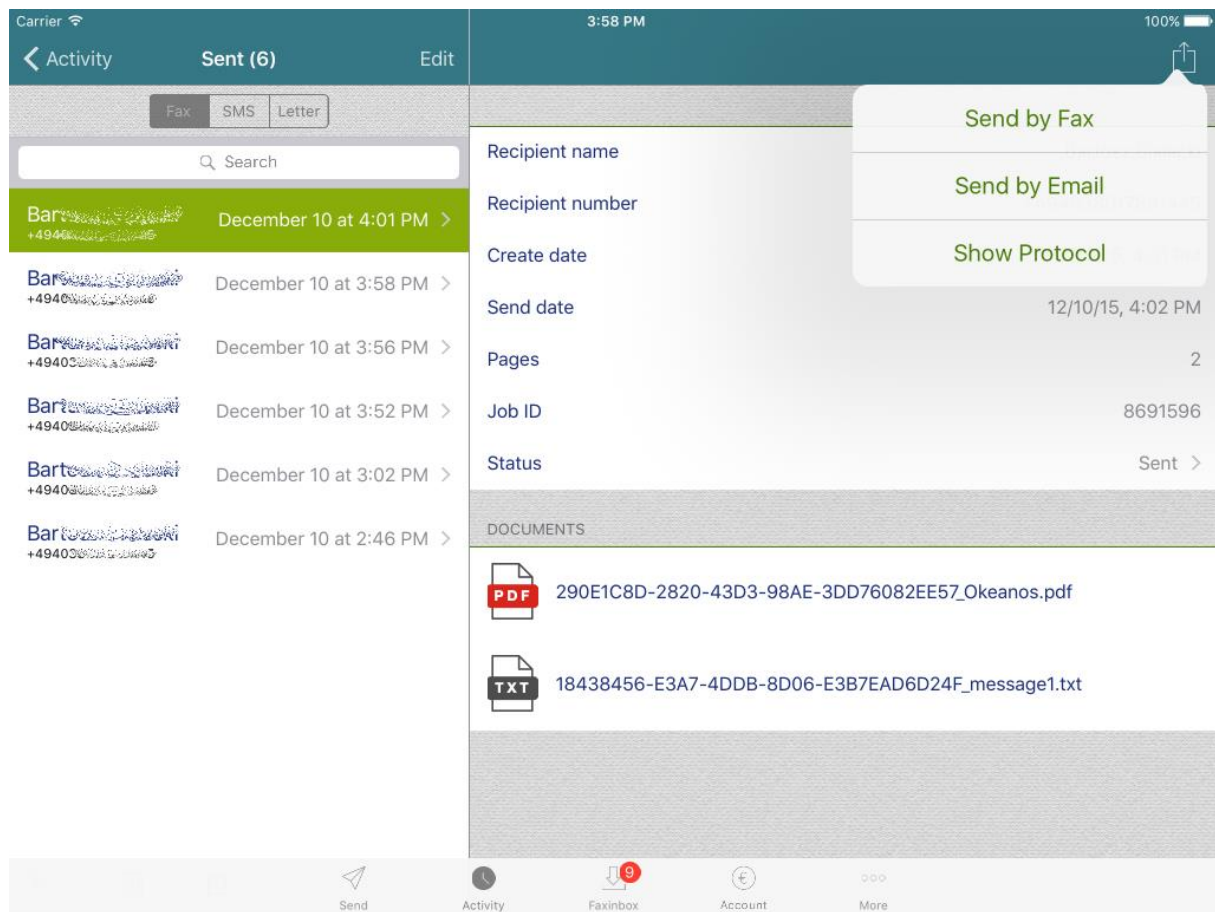 Carrier
3:58 PM
100%
Activity
Sent (6)
Edit
Fax
SMS
Letter
Search
December 10 at 4:01 PM
December 10 at 3:58 PM
December 10 at 3:56 PM
December 10 at 3:52 PM
December 10 at 3:02 PM
December 10 at 2:46 PM
Send by Fax
Send by Email
Show Protocol
Recipient name
Recipient number
Create date
Send date
12/10/15, 4:02 PM
Pages
2
Job ID
8691596
Status
Sent
DOCUMENTS
PDF
290E1C8D-2820-43D3-98AE-3DD76082EE57_Okeanos.pdf
TXT
18438456-E3A7-4DDB-8D06-E3B7EAD6D24F_message1.txt
Send
Activity
9
Faxinbox
€
Account
More